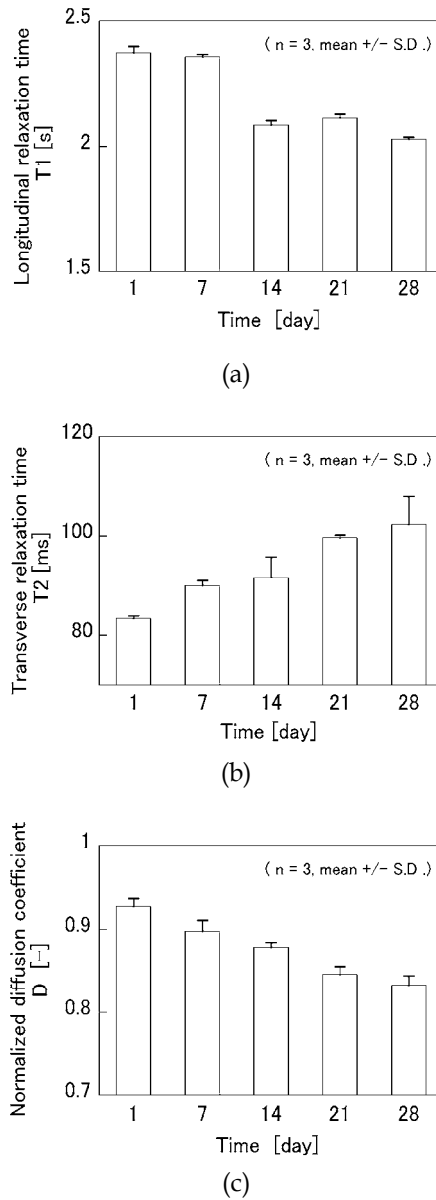 Longitudinal relaxation time
T1 [s]
2.5
2
1.5
( n = 3, mean +/- S.D .)
1 7 14 21 28
Time [day]
(a)
Transverse relaxation time
T2 [ms]
120
100
80
( n = 3, mean +/- S.D .)
1 7 14 21 28
Time [day]
(b)
Normalized diffusion coefficient
D [-]
1
0.9
0.8
0.7
( n = 3, mean +/- S.D .)
1 7 14 21 28
Time [day]
(c)